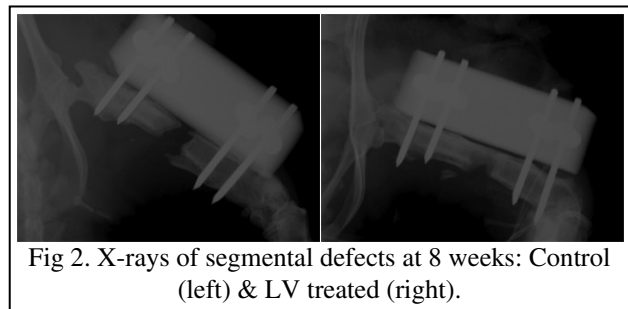 Fig 2. X-rays of segmental defects at 8 weeks: Control
(left) & LV treated (right).